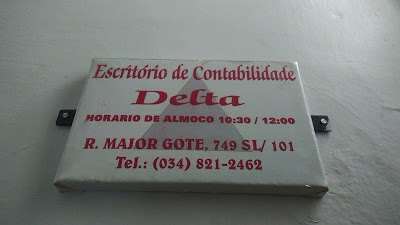 Escritório de Contabilidade
Delta
HORARIO DE ALMOCO 10:30 / 12:00
R. MAJOR GOTE, 749 SL/ 101
Tel.: (034) 821-2462